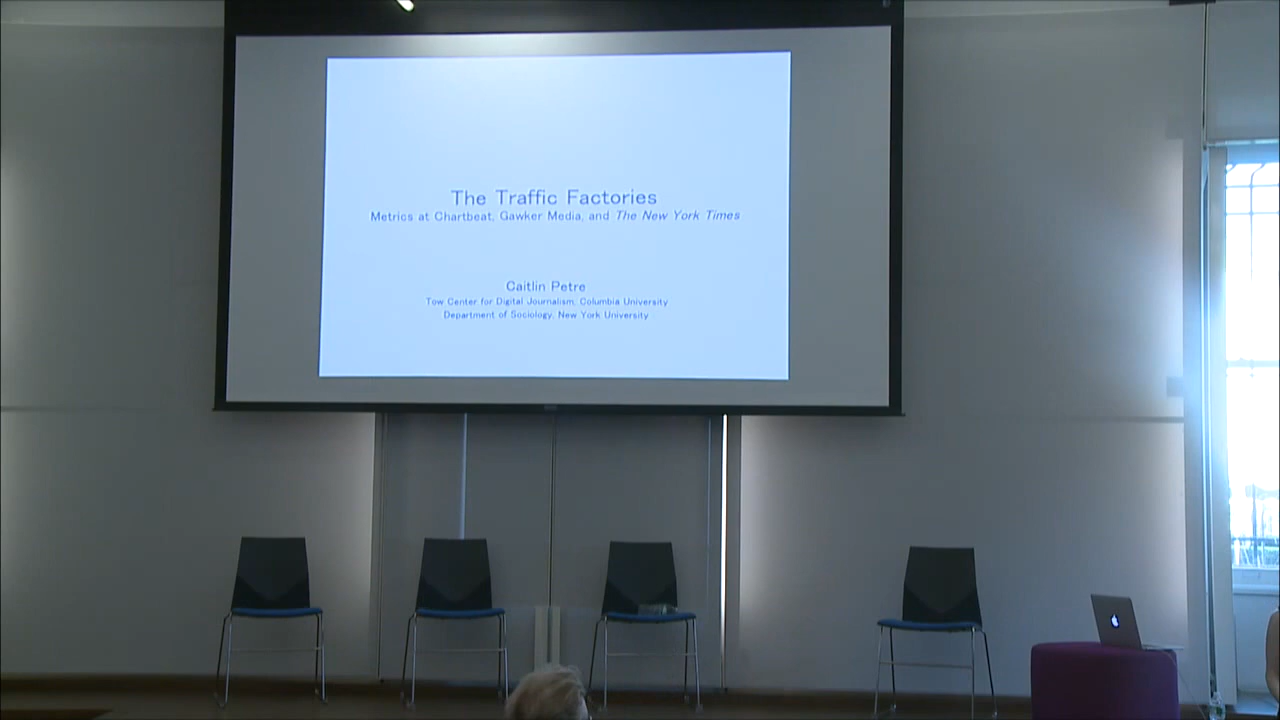 The Traffic Factories
Metrics at Chartbeat, Gawker Media, and The New York Times
Caitlin Petre
Tow Center for Digital Journalism, Columbia University
Department of Sociology, New York University